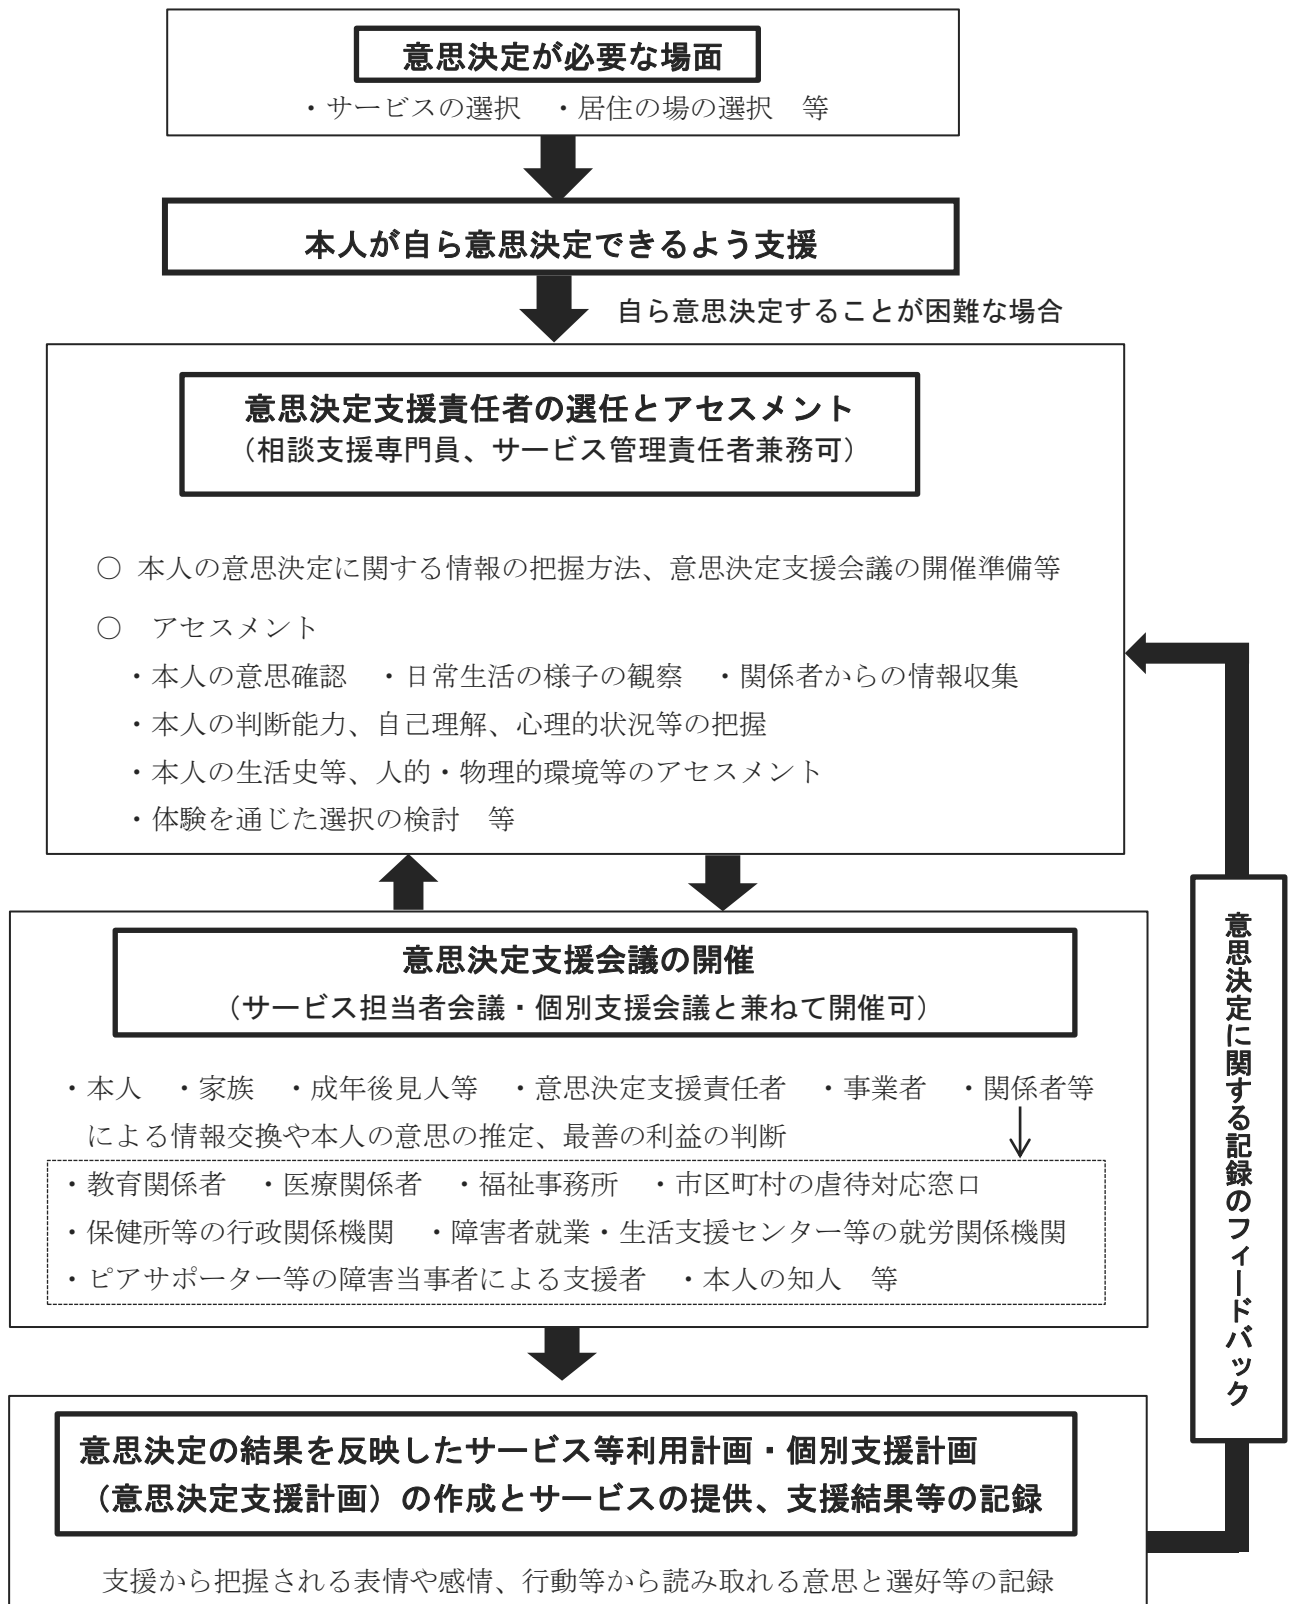 意思決定が必要な場面
・サービスの選択　・居住の場の選択　等
本人が自ら意思決定できるよう支援
自ら意思決定することが困難な場合
意思決定支援責任者の選任とアセスメント
（相談支援専門員、サービス管理責任者兼務可）
○ 本人の意思決定に関する情報の把握方法、意思決定支援会議の開催準備等
○　アセスメント
・本人の意思確認　・日常生活の様子の観察　・関係者からの情報収集
・本人の判断能力、自己理解、心理的状況等の把握
・本人の生活史等、人的・物理的環境等のアセスメント
・体験を通じた選択の検討　等
意思決定支援会議の開催
（サービス担当者会議・個別支援会議と兼ねて開催可）
・本人　・家族　・成年後見人等　・意思決定支援責任者　・事業者　・関係者等
による情報交換や本人の意思の推定、最善の利益の判断
・教育関係者　・医療関係者　・福祉事務所　・市区町村の虐待対応窓口
・保健所等の行政関係機関　・障害者就業・生活支援センター等の就労関係機関
・ピアサポーター等の障害当事者による支援者　・本人の知人　等
意思決定の結果を反映したサービス等利用計画・個別支援計画
（意思決定支援計画）の作成とサービスの提供、支援結果等の記録
支援から把握される表情や感情、行動等から読み取れる意思と選好等の記録
意思決定に関する記録のフィードバック